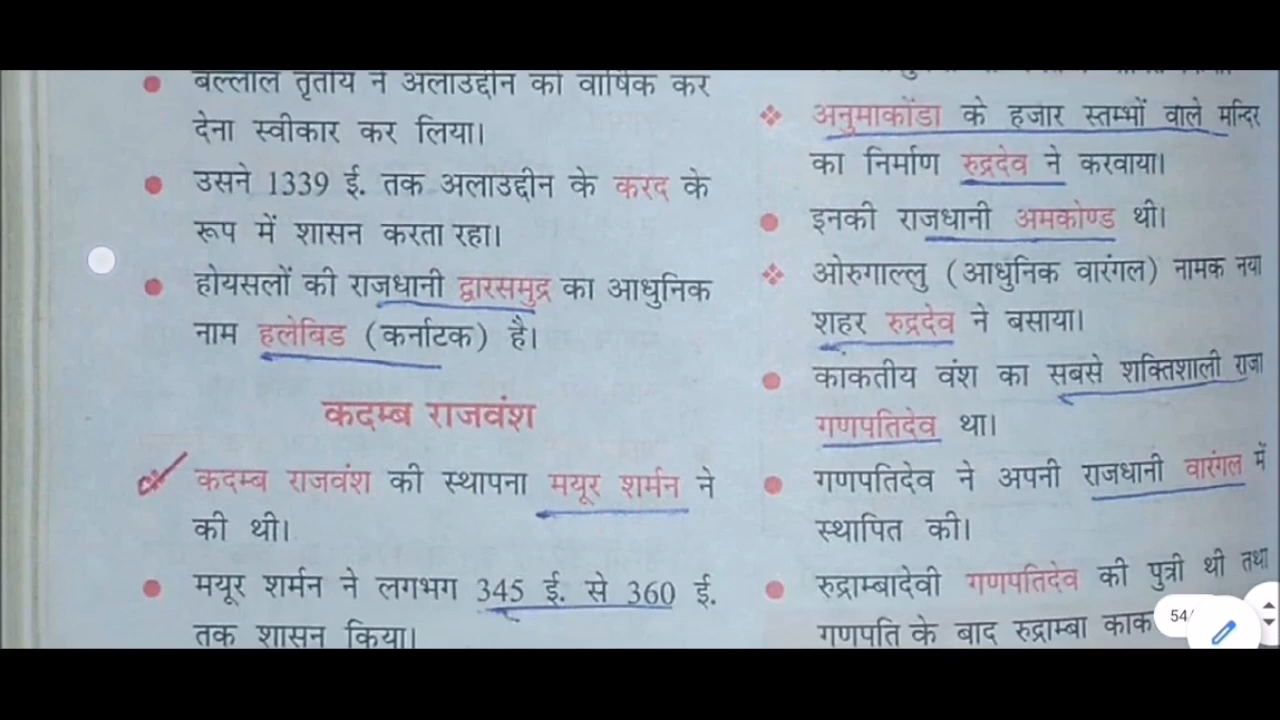 बल्लाल तृतीय ने अलाउद्दीन को वार्षिक कर
देना स्वीकार कर लिया।
उसने 1339 ई. तक अलाउद्दीन के करद के
रूप में शासन करता रहा।
होयसलों की राजधानी द्वारसमुद्र का आधुनिक
नाम हलेबिड (कर्नाटक) है।
कदम्ब राजवंश
कदम्ब राजवंश की स्थापना मयूर शर्मन ने
की थी।
मयूर शर्मन ने लगभग 345 ई. से 360 ई.
तक शासन किया।
अनुमाकोंडा के हजार स्तम्भों वाले मन्दिर
का निर्माण रुद्रदेव ने करवाया।
इनकी राजधानी अमकोण्ड थी।
ओरुगाल्लु (आधुनिक वारंगल) नामक नया
शहर रुद्रदेव ने बसाया।
काकतीय वंश का सबसे शक्तिशाली राजा
गणपतिदेव था।
गणपतिदेव ने अपनी राजधानी वारंगल में
स्थापित की।
रुद्राम्बादेवी गणपतिदेव की पुत्री थी तथा
गणपति के बाद रुद्राम्बा
54/